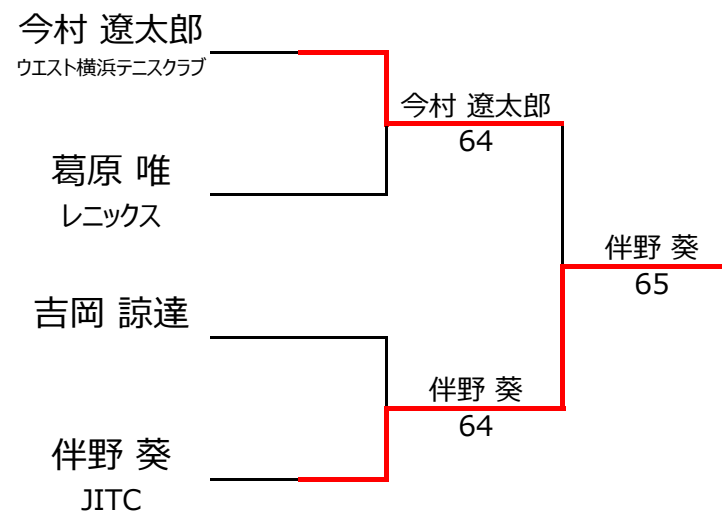 今村 遼太郎
ウエスト横浜テニスクラブ
今村 遼太郎
64
葛原 唯
レニックス
伴野 葵
65
吉岡 諒達
伴野 葵
64
伴野 葵
JITC